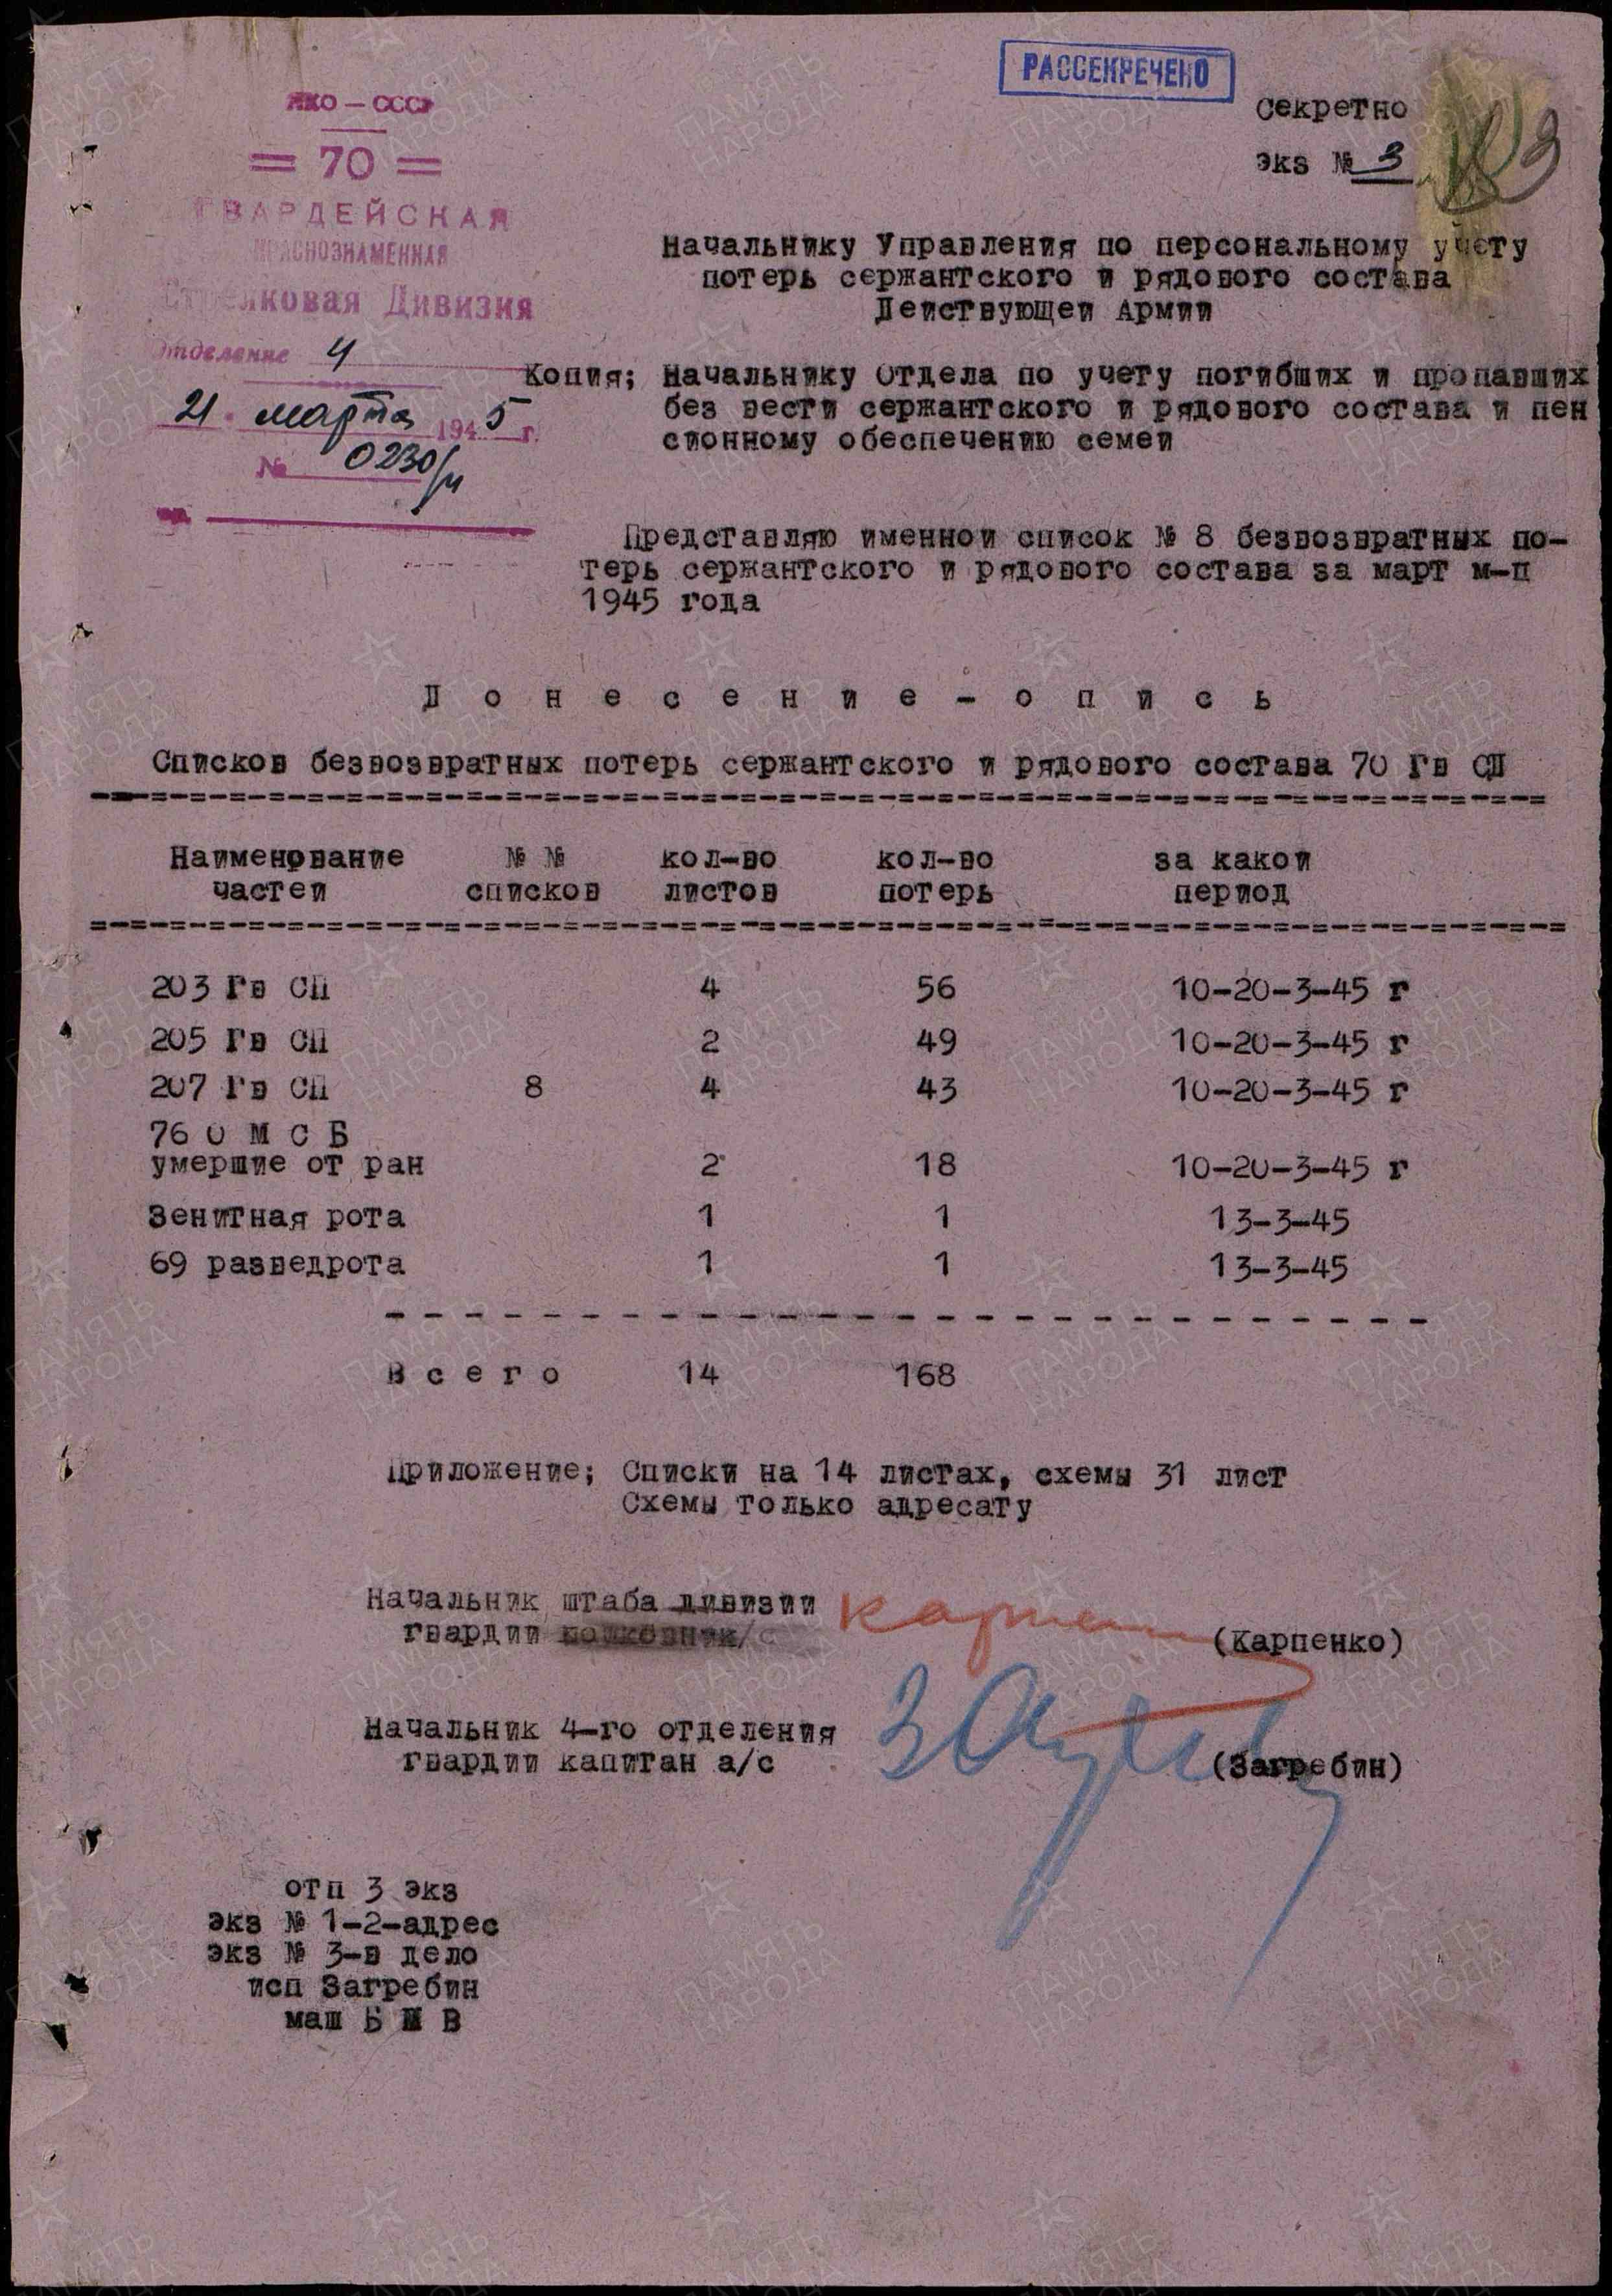 РАССЕКРЕЧЕНО
Секретно
экз № 3
НКО — СССР
= 70 =
ГВАРДЕЙСКАЯ
КРАСНОЗНАМЕННАЯ
Стрелковая Дивизия
Отделение 4
21 марта 1945 г.
№ 0230/4
Начальнику Управления по персональному учету
потерь сержантского и рядового состава
Действующей Армии
Копия; Начальнику Отдела по учету погибших и пропавших
без вести сержантского и рядового состава и пен
сионному обеспечению семей
Представляю именной список № 8 безвозвратных по-
терь сержантского и рядового состава за март м-ц
1945 года
Д о н е с е н и е - о п и с ь
Списков безвозвратных потерь сержантского и рядового состава 70 Гв СД
Наименование №№ кол-во кол-во за какой
частей списков листов потерь период
203 Гв СП 4 56 10-20-3-45 г
205 Гв СП 2 49 10-20-3-45 г
207 Гв СП 8 4 43 10-20-3-45 г
76 О М С Б
умершие от ран 2 18 10-20-3-45 г
Зенитная рота 1 1 13-3-45
69 разведрота 1 1 13-3-45
В с е г о 14 168
Приложение; Списки на 14 листах, схемы 31 лист
Схемы только адресату
Начальник штаба дивизии
гвардии полковник/с (Карпенко)
Начальник 4-го отделения
гвардии капитан а/с (Загребин)
отп 3 экз
экз № 1-2-адрес
экз № 3-в дело
исп Загребин
маш Б В
ПАМЯТЬ НАРОДА